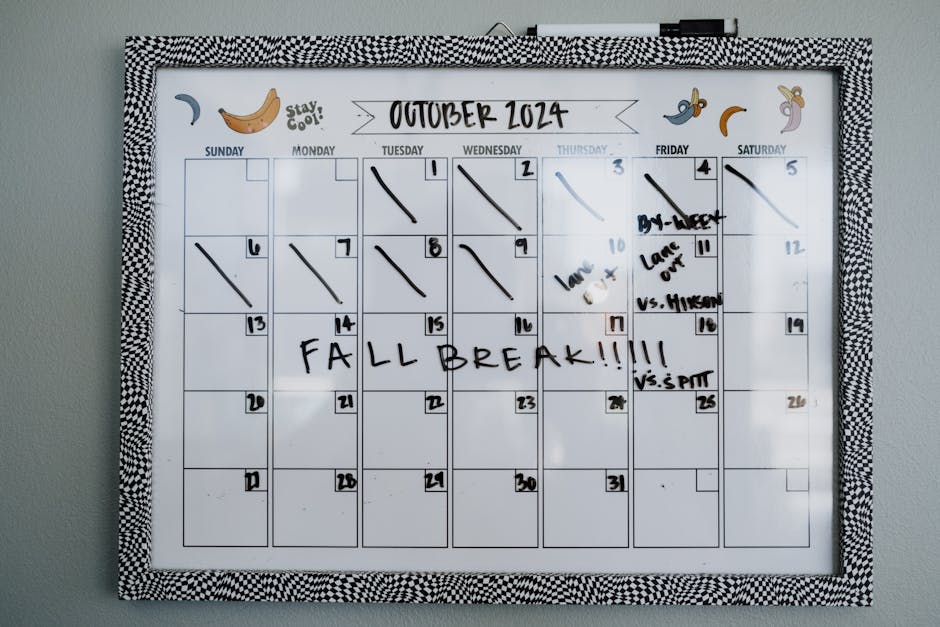 Stay
Cool!
OCTOBER 2024
SUNDAY MONDAY TUESDAY WEDNESDAY THURSDAY FRIDAY SATURDAY
1 2 3 4 5
BY-WEEK
6 7 8 9 10 11 12
Lane
out
Lane
out
VS. HIXSON
13 14 15 16 17 18 19
FALL BREAK!!!!!!
VS. SPITT
20 21 22 23 24 25 26
27 28 29 30 31